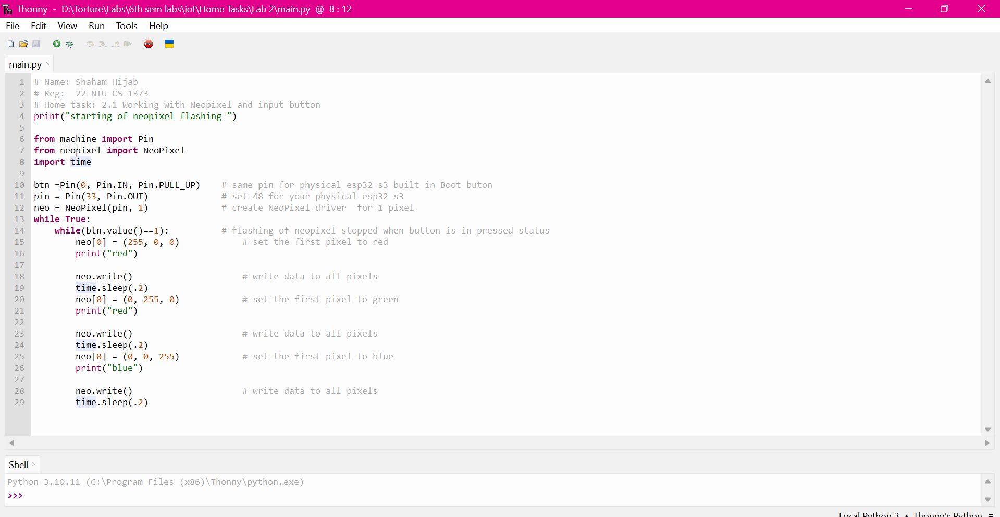 Thonny - D:\Torture\Labs\6th sem labs\iot\Home Tasks\Lab 2\main.py @ 8 : 12
File Edit View Run Tools Help
STOP
main.py ×
1 # Name: Shaham Hijab
2 # Reg:  22-NTU-CS-1373
3 # Home task: 2.1 Working with Neopixel and input button
4 print("starting of neopixel flashing ")
5
6 from machine import Pin
7 from neopixel import NeoPixel
8 import time
9
10 btn =Pin(0, Pin.IN, Pin.PULL_UP)    # same pin for physical esp32 s3 built in Boot buton
11 pin = Pin(33, Pin.OUT)              # set 48 for your physical esp32 s3
12 neo = NeoPixel(pin, 1)              # create NeoPixel driver  for 1 pixel
13 while True:
14     while(btn.value()==1):          # flashing of neopixel stopped when button is in pressed status
15         neo[0] = (255, 0, 0)            # set the first pixel to red
16         print("red")
17
18         neo.write()                     # write data to all pixels
19         time.sleep(.2)
20         neo[0] = (0, 255, 0)            # set the first pixel to green
21         print("red")
22
23         neo.write()                     # write data to all pixels
24         time.sleep(.2)
25         neo[0] = (0, 0, 255)            # set the first pixel to blue
26         print("blue")
27
28         neo.write()                     # write data to all pixels
29         time.sleep(.2)
Shell ×
Python 3.10.11 (C:\Program Files (x86)\Thonny\python.exe)
>>>
Local Python 3 • Thonny's Python ≡